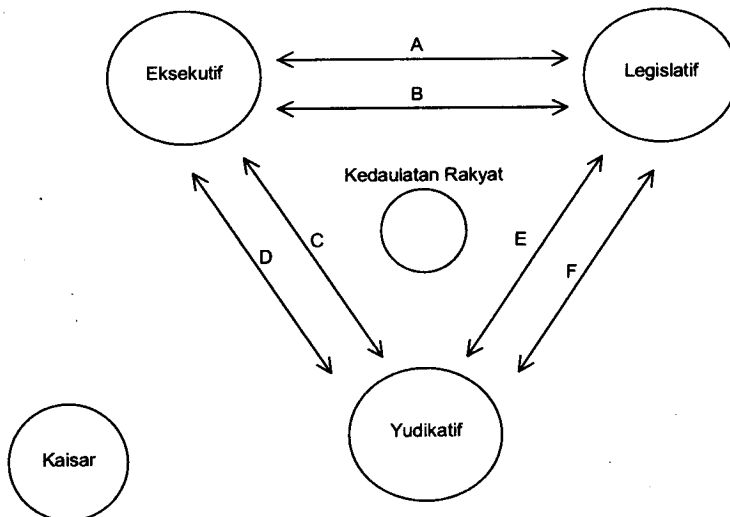 A
Eksekutif
Legislatif
B
Kedaulatan Rakyat
D
C
E
F
Yudikatif
Kaisar